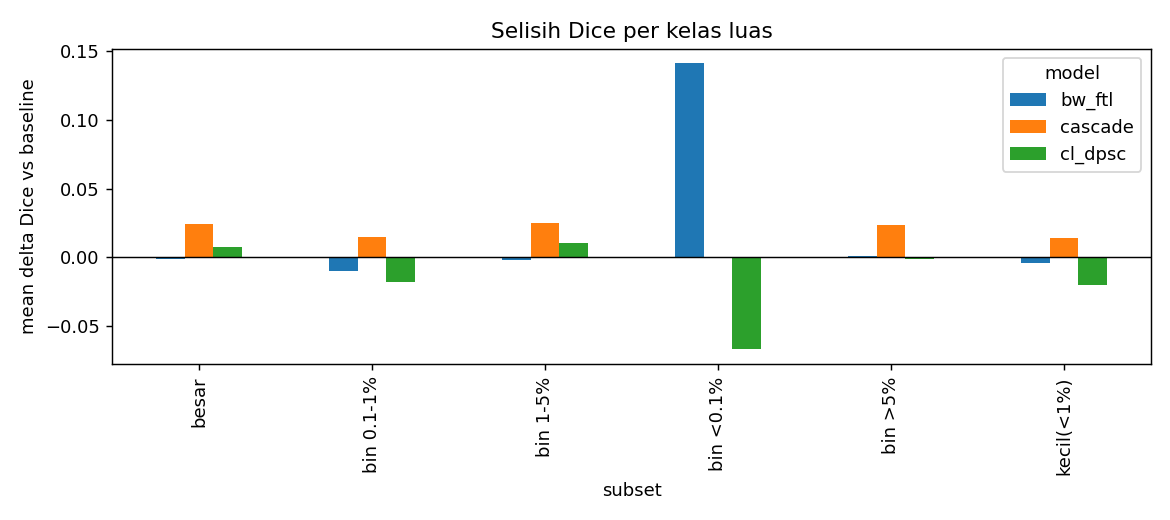 Selisih Dice per kelas luas
mean delta Dice vs baseline
0.15
0.10
0.05
0.00
−0.05
model
bw_ftl
cascade
cl_dpsc
besar
bin 0.1-1%
bin 1-5%
bin <0.1%
bin >5%
kecil(<1%)
subset